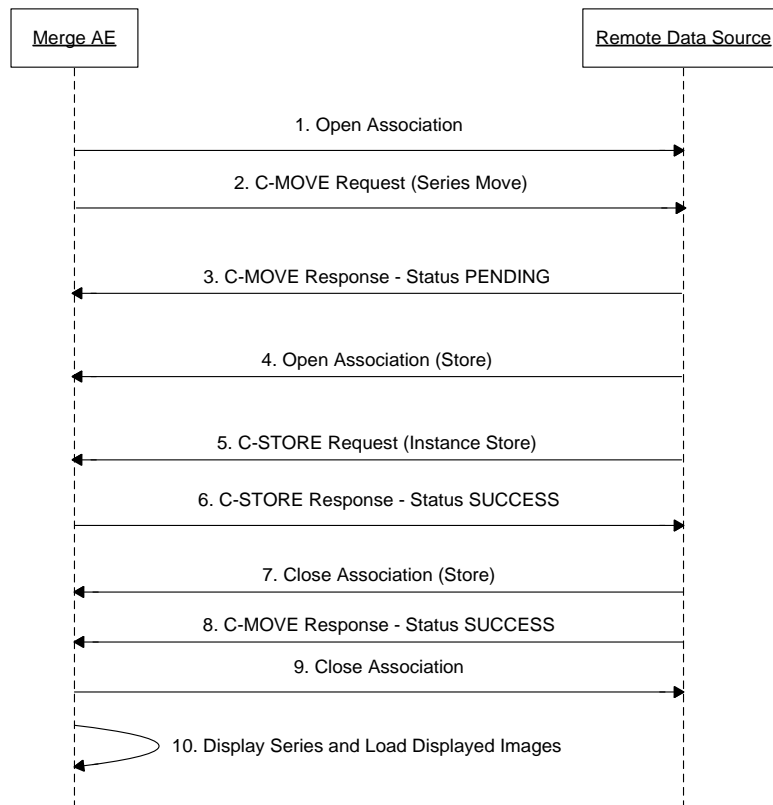 Merge AE
Remote Data Source
1. Open Association
2. C-MOVE Request (Series Move)
3. C-MOVE Response - Status PENDING
4. Open Association (Store)
5. C-STORE Request (Instance Store)
6. C-STORE Response - Status SUCCESS
7. Close Association (Store)
8. C-MOVE Response - Status SUCCESS
9. Close Association
10. Display Series and Load Displayed Images